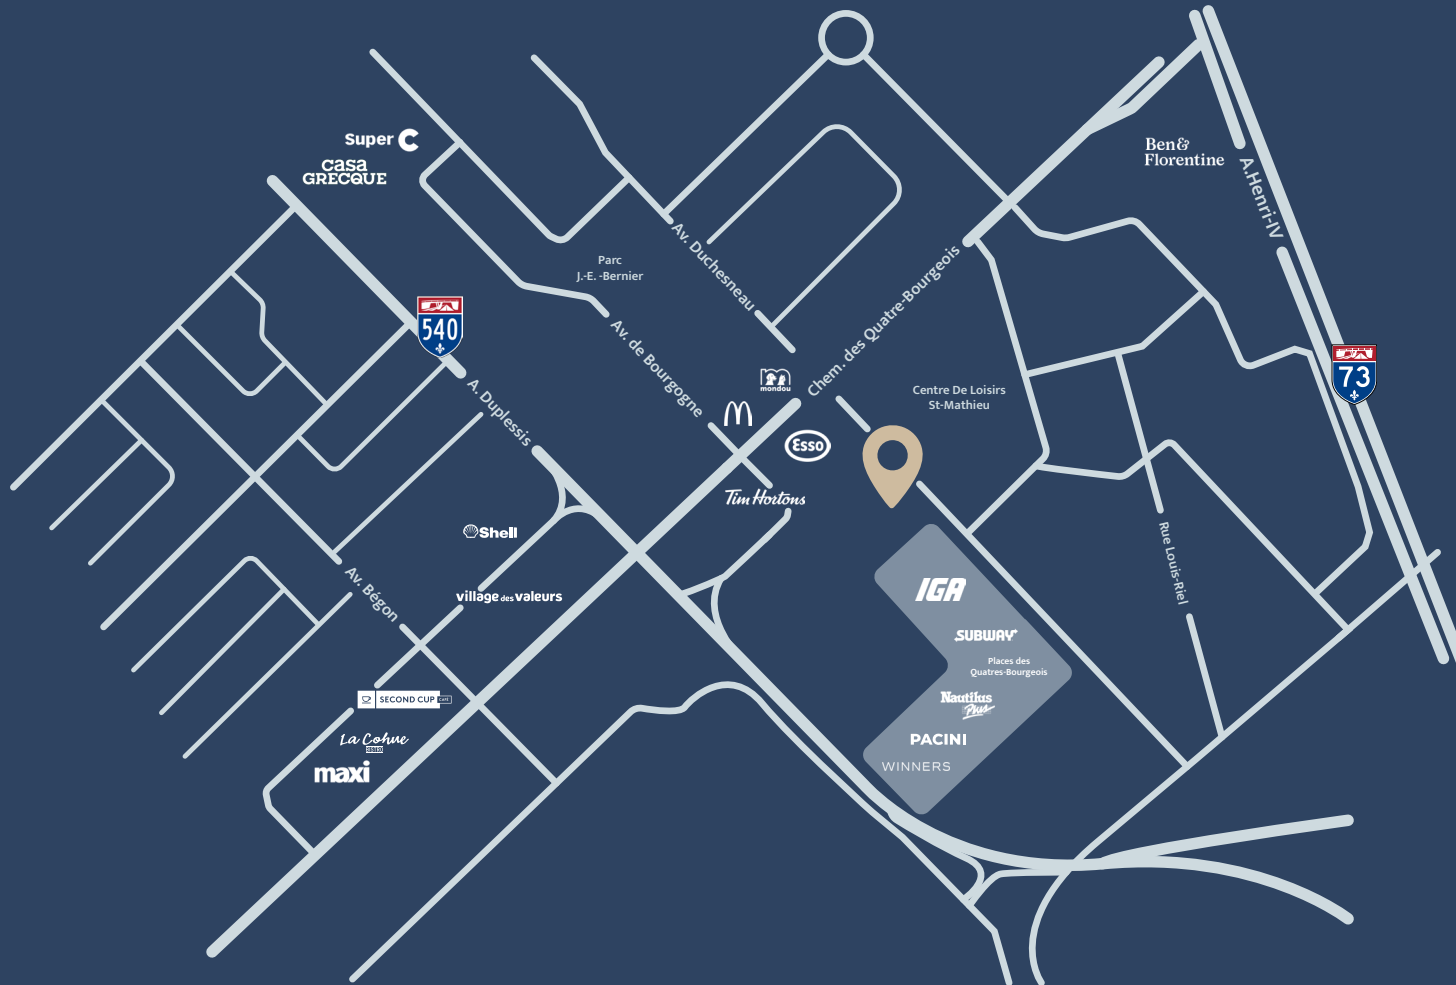 Super C
casa
GRECQUE
Ben&
Florentine
A.Henri-IV
Av. Duchesneau
Parc
J.-E. -Bernier
Chem. des Quatre-Bourgeois
540
73
Av. de Bourgogne
A. Duplessis
mondou
Centre De Loisirs
St-Mathieu
Esso
Tim Hortons
Shell
Rue Louis-Riel
Av. Bégon
village des valeurs
IGA
SUBWAY
Places des
Quatres-Bourgeois
SECOND CUP Café
Nautilus
Plus
La Cohue
BISTRO
PACINI
WINNERS
maxi